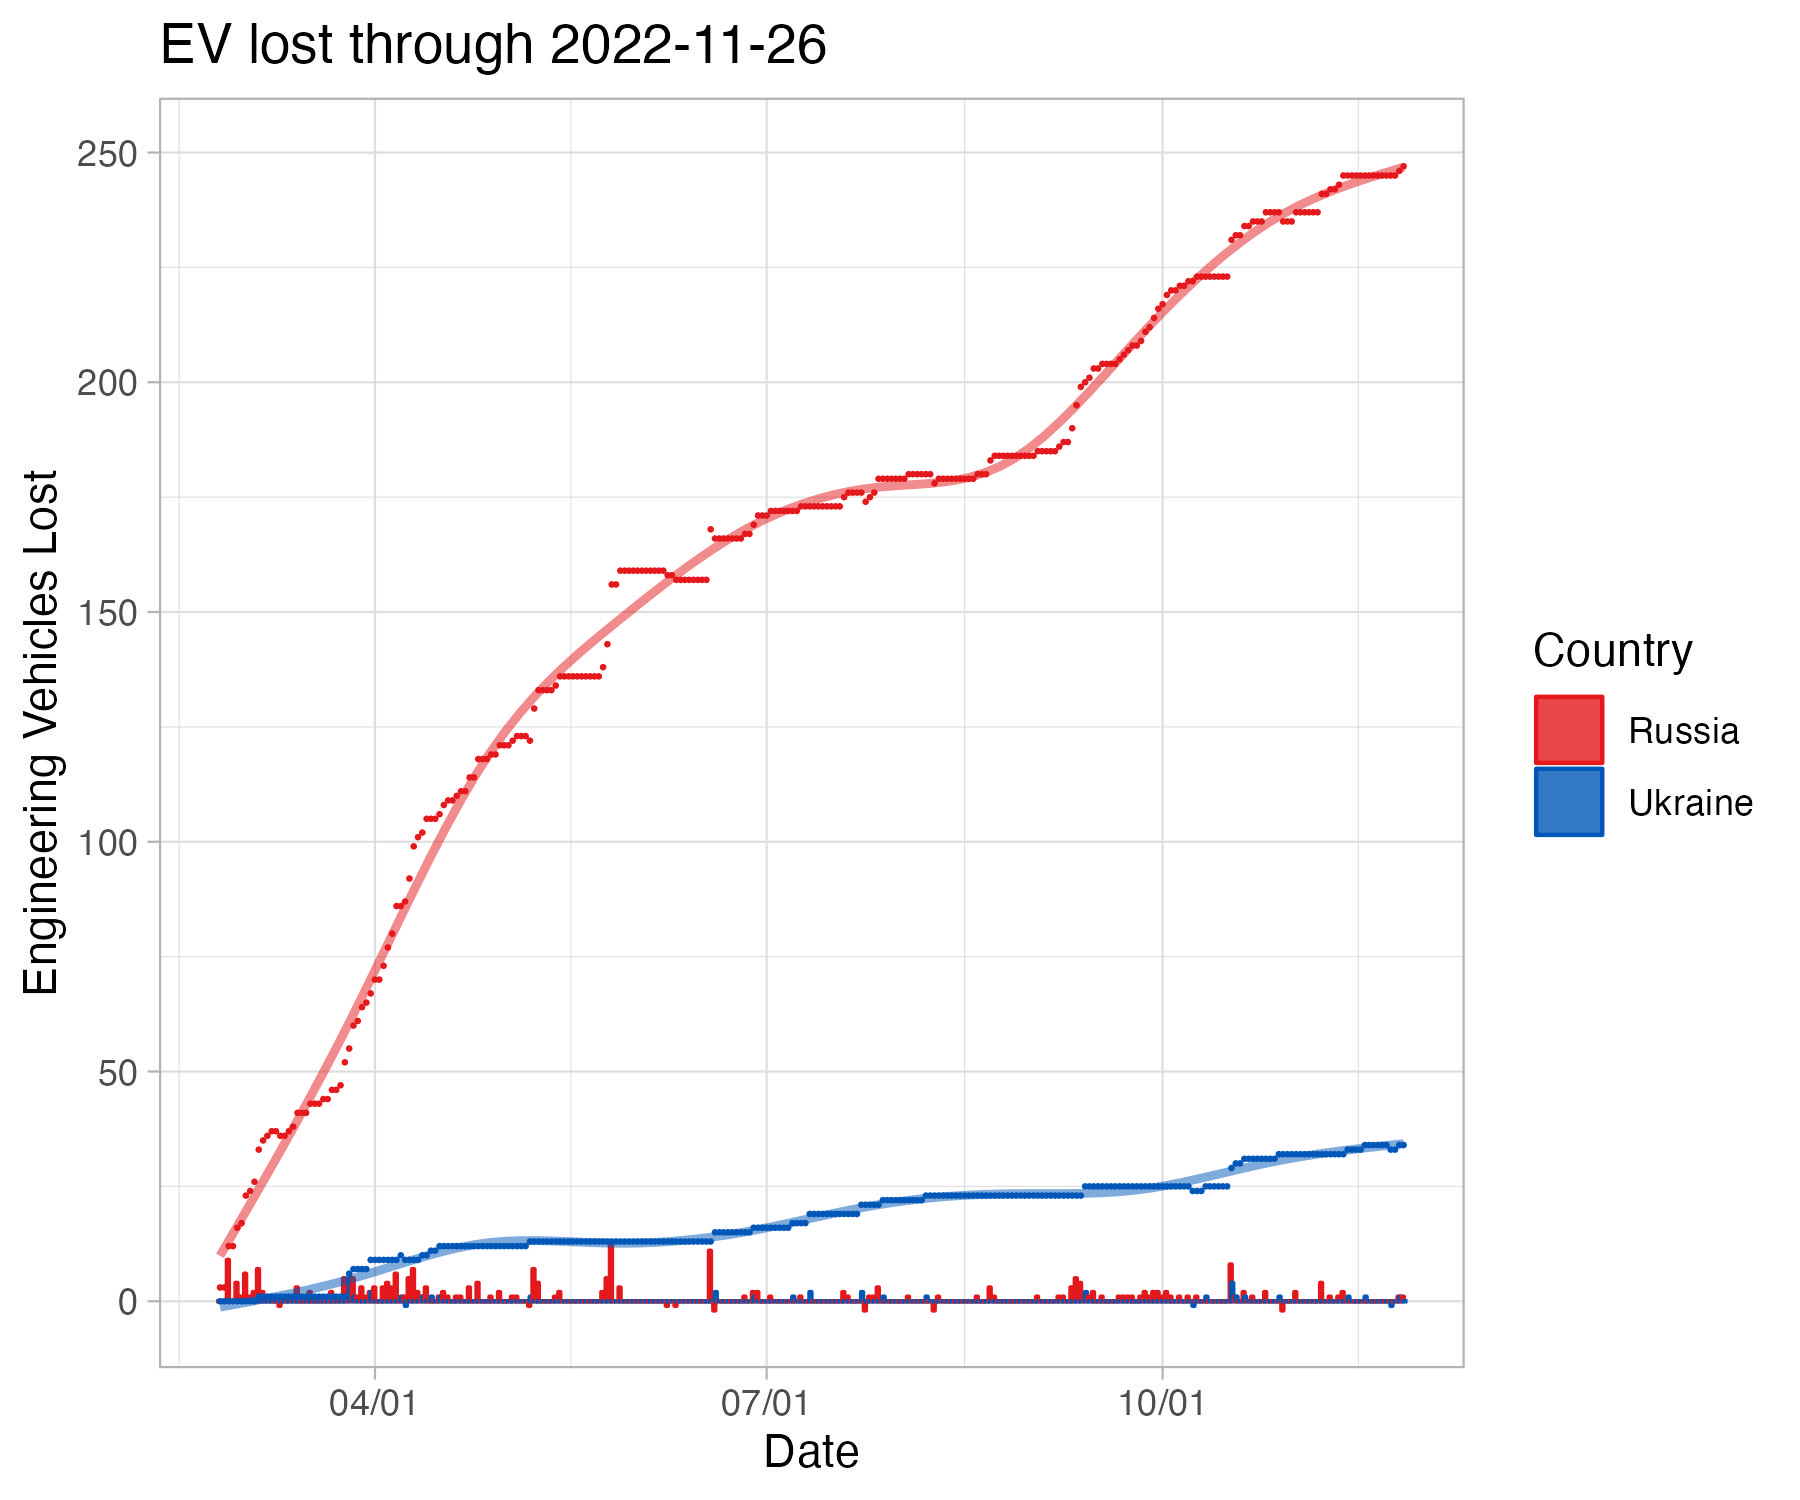 EV lost through 2022-11-26
Engineering Vehicles Lost
250
200
150
100
50
0
04/01
07/01
10/01
Date
Country
Russia
Ukraine